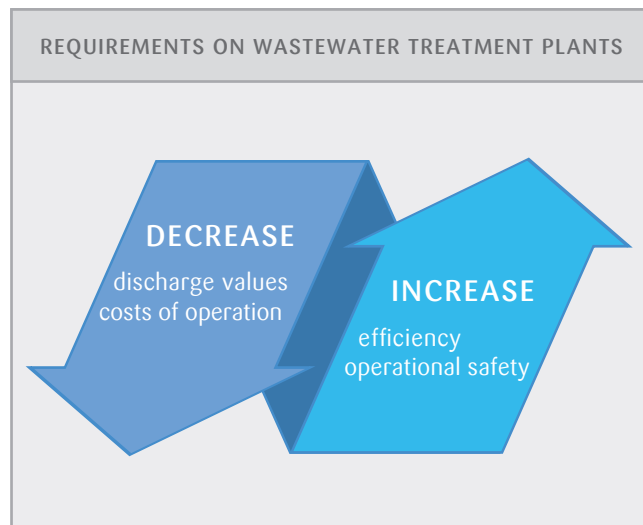 REQUIREMENTS ON WASTEWATER TREATMENT PLANTS
DECREASE
discharge values
costs of operation
INCREASE
efficiency
operational safety